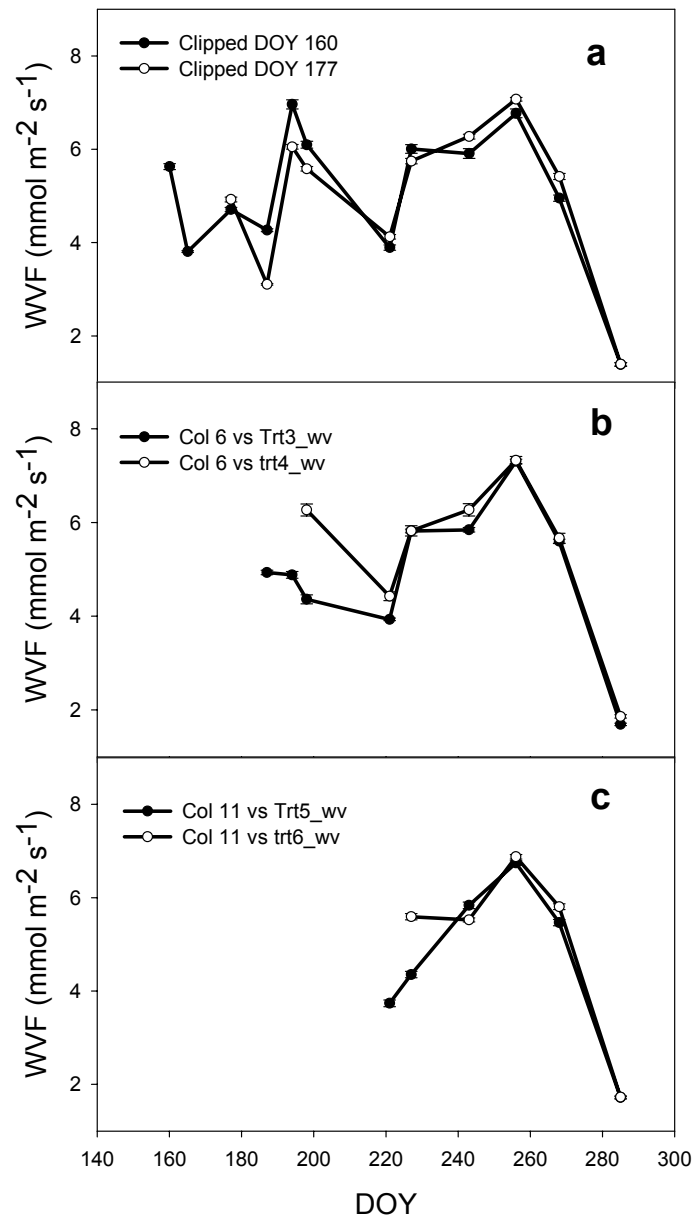 a
Clipped DOY 160
Clipped DOY 177
8
6
4
2
WVF (mmol m⁻² s⁻¹)
b
Col 6 vs Trt3_wv
Col 6 vs trt4_wv
8
6
4
2
WVF (mmol m⁻² s⁻¹)
c
Col 11 vs Trt5_wv
Col 11 vs trt6_wv
8
6
4
2
WVF (mmol m⁻² s⁻¹)
140 160 180 200 220 240 260 280 300
DOY